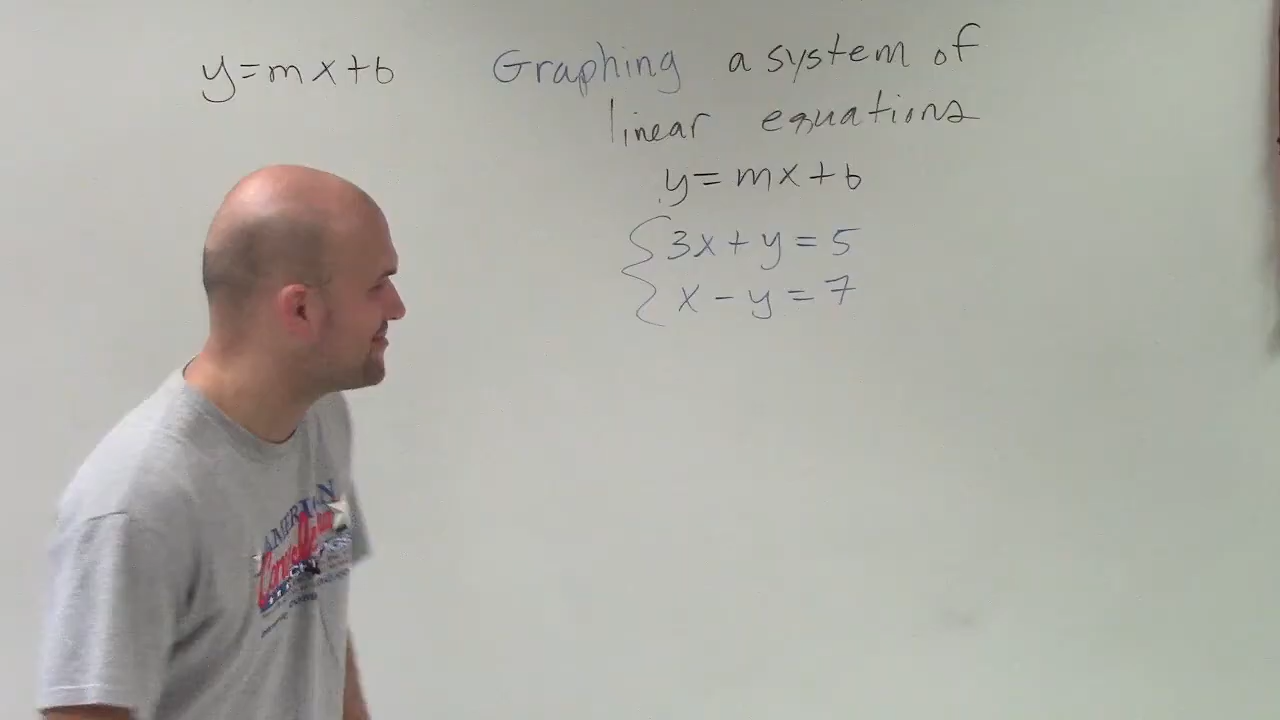 y=mx+b
Graphing a system of
linear equations
y=mx+b
3x+y=5
x-y=7
AMERICAN